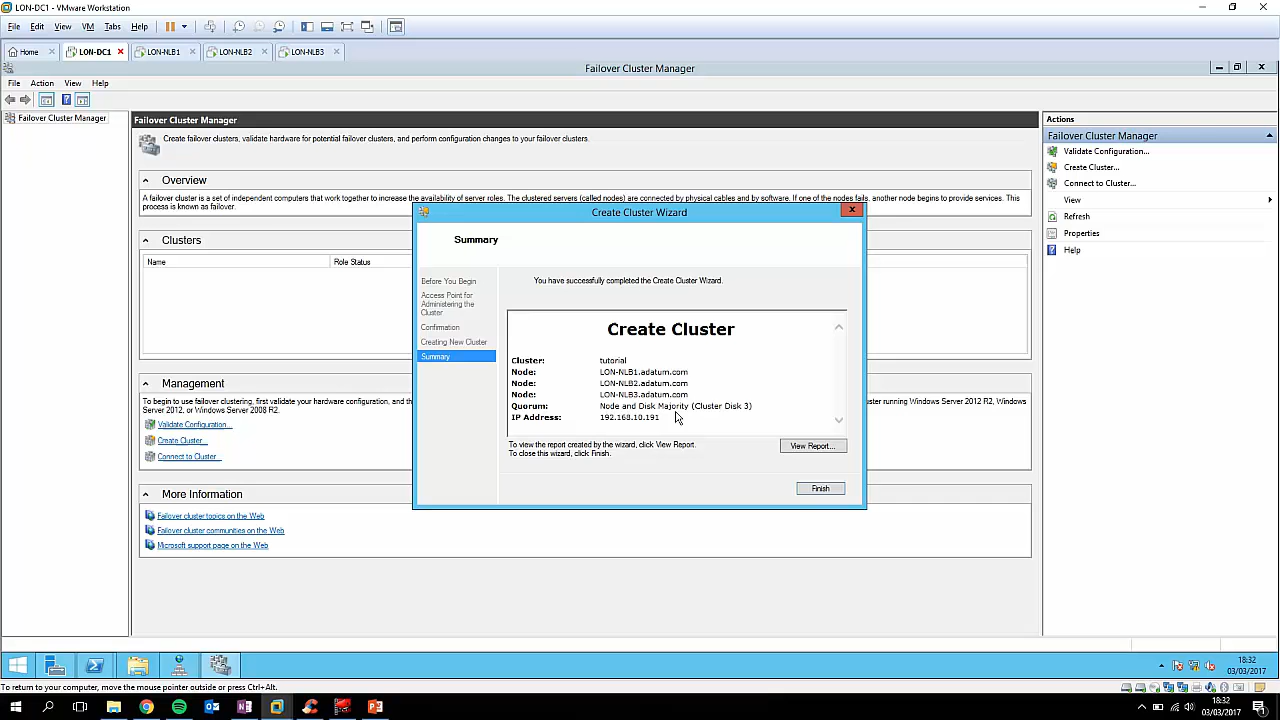 LON-DC1 - VMware Workstation
File Edit View VM Tabs Help
Home LON-DC1 LON-NLB1 LON-NLB2 LON-NLB3
Failover Cluster Manager
File Action View Help
Failover Cluster Manager
Failover Cluster Manager
Create failover clusters, validate hardware for potential failover clusters, and perform configuration changes to your failover clusters.
Overview
A failover cluster is a set of independent computers that work together to increase the availability of server roles. The clustered servers (called nodes) are connected by physical cables and by software. If one of the nodes fails, another node begins to provide services. This
process is known as failover.
Clusters
Name Role Status
Management
To begin to use failover clustering, first validate your hardware configuration, and the
Server 2012, or Windows Server 2008 R2.
cluster running Windows Server 2012 R2, Windows
Validate Configuration...
Create Cluster...
Connect to Cluster...
More Information
Failover cluster topics on the Web
Failover cluster communities on the Web
Microsoft support page on the Web
Create Cluster Wizard
Summary
Before You Begin
Access Point for
Administering the
Cluster
Confirmation
Creating New Cluster
Summary
You have successfully completed the Create Cluster Wizard.
Create Cluster
Cluster: tutorial
Node: LON-NLB1.adatum.com
Node: LON-NLB2.adatum.com
Node: LON-NLB3.adatum.com
Quorum: Node and Disk Majority (Cluster Disk 3)
IP Address: 192.168.10.191
To view the report created by the wizard, click View Report.
To close this wizard, click Finish.
View Report...
Finish
Actions
Failover Cluster Manager
Validate Configuration...
Create Cluster...
Connect to Cluster...
View
Refresh
Properties
Help
18:32
03/03/2017
To return to your computer, move the mouse pointer outside or press Ctrl+Alt.
18:32
03/03/2017